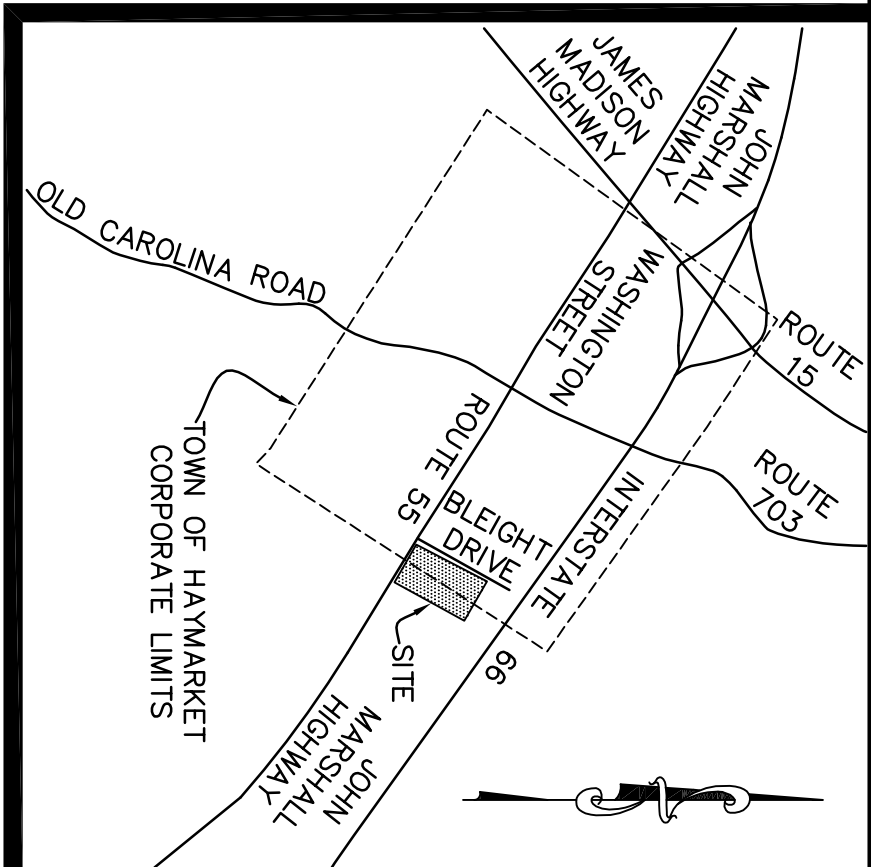 JAMES
MADISON
HIGHWAY
JOHN
MARSHALL
HIGHWAY
OLD CAROLINA ROAD
WASHINGTON
STREET
ROUTE
15
ROUTE
703
ROUTE 55
BLEIGHT
DRIVE
INTERSTATE
66
TOWN OF HAYMARKET
CORPORATE LIMITS
SITE
JOHN
MARSHALL
HIGHWAY
N